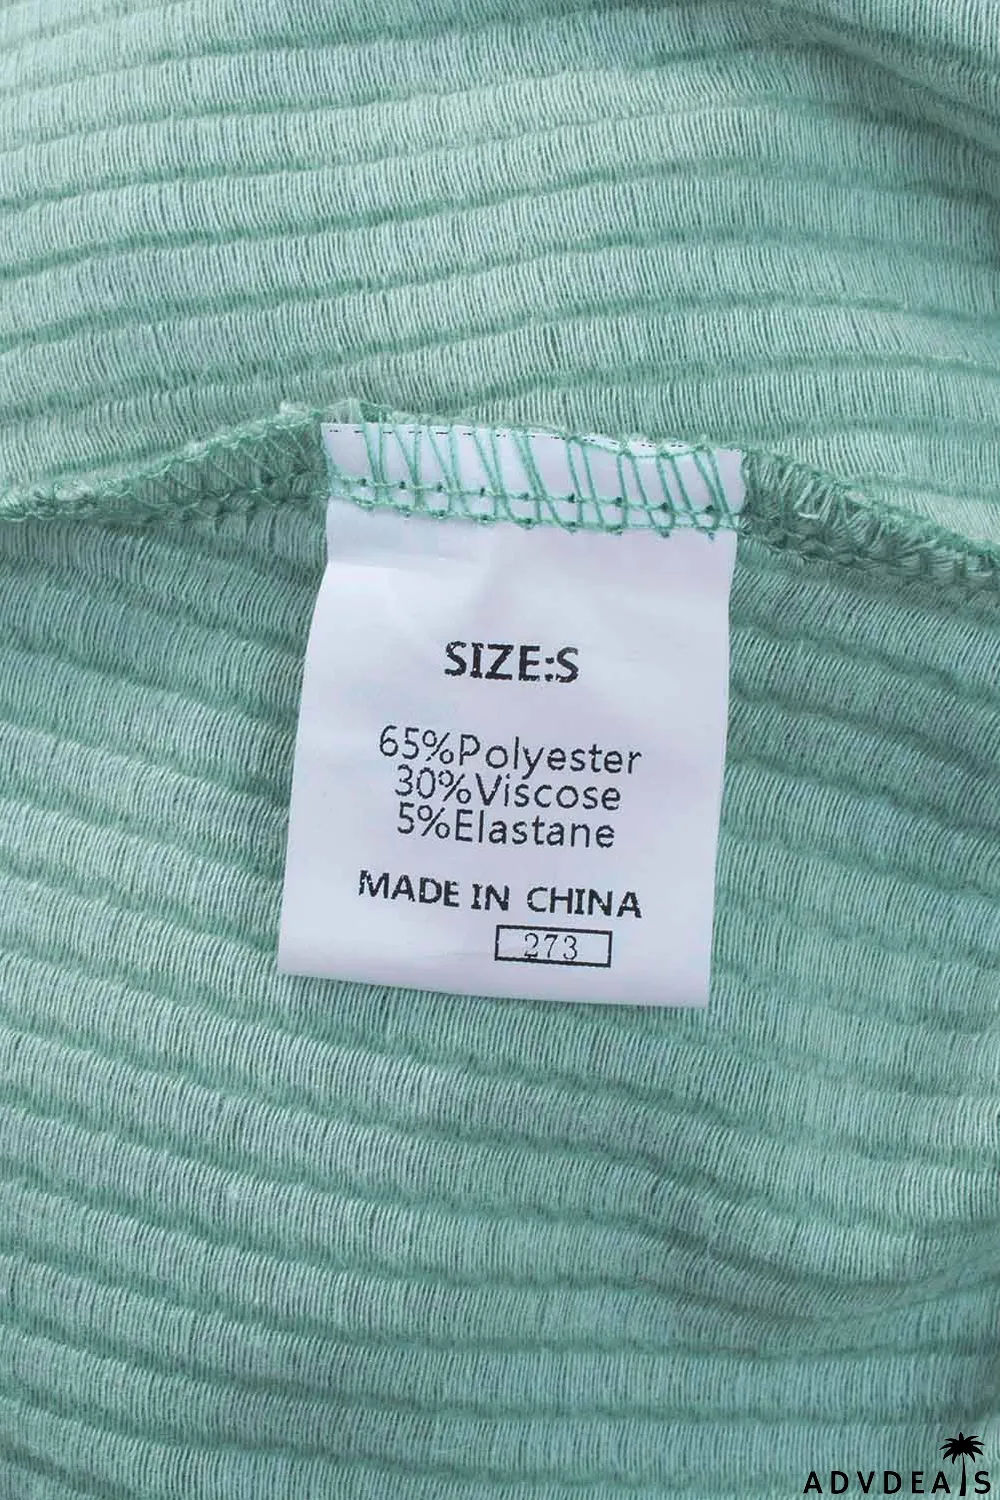 SIZE:S
65%Polyester
30%Viscose
5%Elastane
MADE IN CHINA
273
ADVDEALS